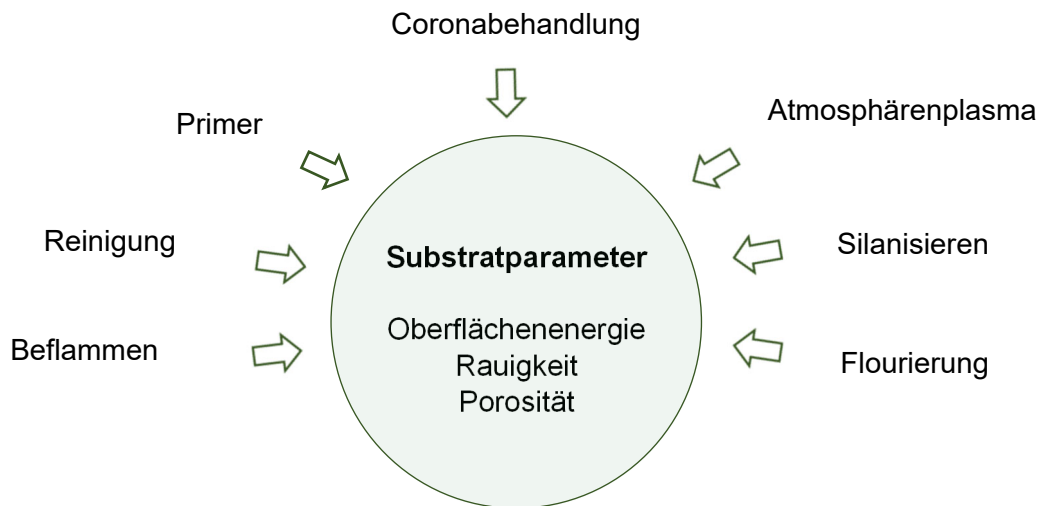 Coronabehandlung
Primer
Atmosphärenplasma
Reinigung
Silanisieren
Substratparameter
Oberflächenenergie
Rauigkeit
Porosität
Beflammen
Flourierung